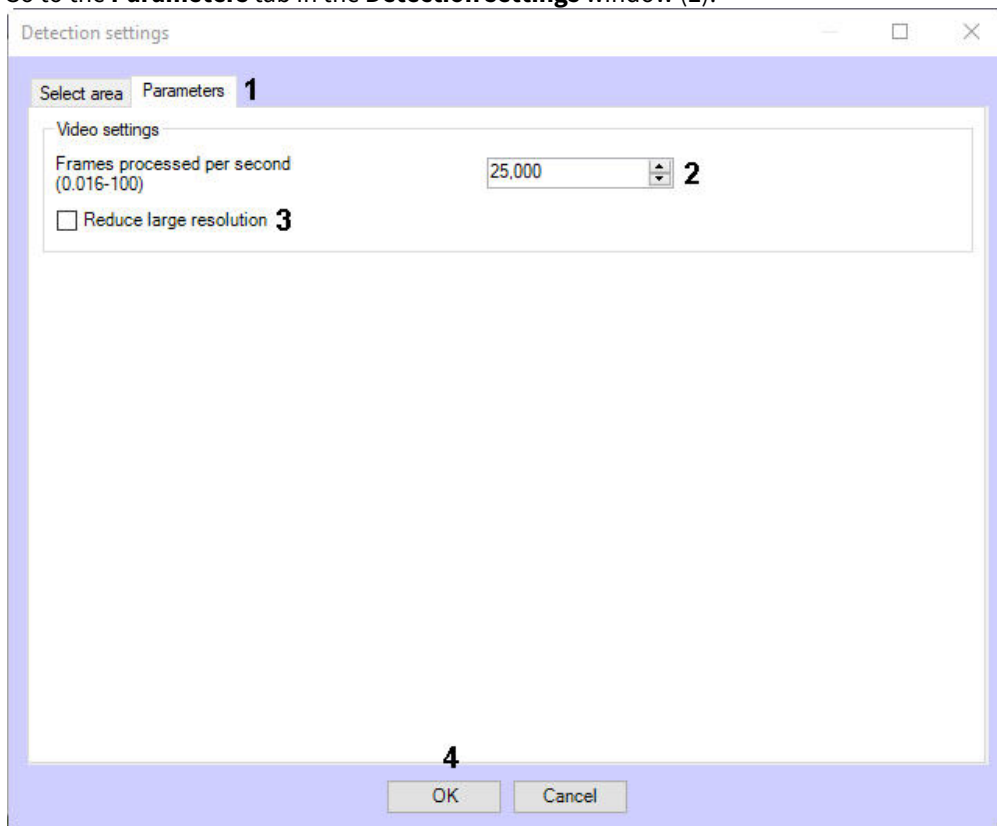 Go to the Parameters tab in the Detection settings window (1).
Detection settings
Select area Parameters 1
Video settings
Frames processed per second
(0.016-100)
25,000 2
Reduce large resolution 3
4
OK Cancel